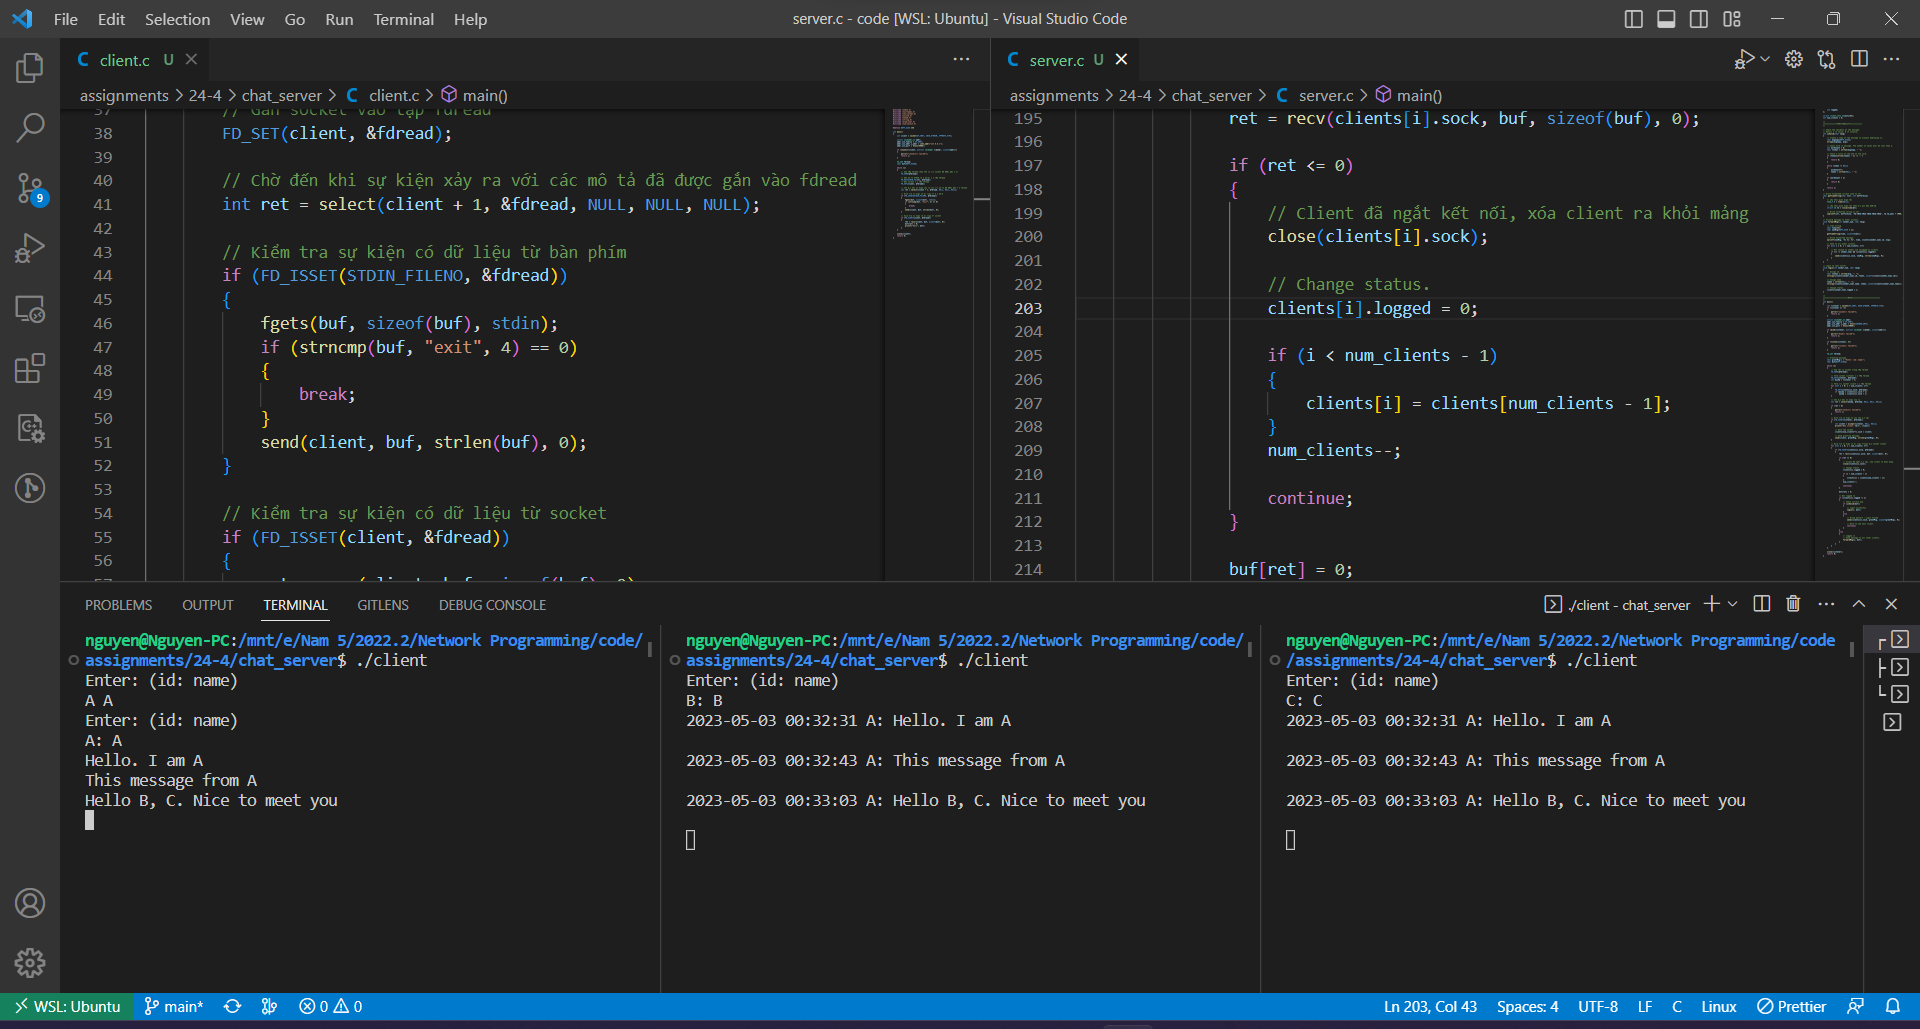 File Edit Selection View Go Run Terminal Help
server.c - code [WSL: Ubuntu] - Visual Studio Code
C client.c U
assignments > 24-4 > chat_server > C client.c > main()
37 // Gắn socket vào tập fdread
38 FD_SET(client, &fdread);
39
40 // Chờ đến khi sự kiện xảy ra với các mô tả đã được gắn vào fdread
41 int ret = select(client + 1, &fdread, NULL, NULL, NULL);
42
43 // Kiểm tra sự kiện có dữ liệu từ bàn phím
44 if (FD_ISSET(STDIN_FILENO, &fdread))
45 {
46 fgets(buf, sizeof(buf), stdin);
47 if (strncmp(buf, "exit", 4) == 0)
48 {
49 break;
50 }
51 send(client, buf, strlen(buf), 0);
52 }
53
54 // Kiểm tra sự kiện có dữ liệu từ socket
55 if (FD_ISSET(client, &fdread))
56 {
C server.c U
assignments > 24-4 > chat_server > C server.c > main()
195 ret = recv(clients[i].sock, buf, sizeof(buf), 0);
196
197 if (ret <= 0)
198 {
199 // Client đã ngắt kết nối, xóa client ra khỏi mảng
200 close(clients[i].sock);
201
202 // Change status.
203 clients[i].logged = 0;
204
205 if (i < num_clients - 1)
206 {
207 clients[i] = clients[num_clients - 1];
208 }
209 num_clients--;
210
211 continue;
212 }
213
214 buf[ret] = 0;
9
PROBLEMS OUTPUT TERMINAL GITLENS DEBUG CONSOLE
./client - chat_server
nguyen@Nguyen-PC:/mnt/e/Nam 5/2022.2/Network Programming/code/
assignments/24-4/chat_server$ ./client
Enter: (id: name)
A A
Enter: (id: name)
A: A
Hello. I am A
This message from A
Hello B, C. Nice to meet you
nguyen@Nguyen-PC:/mnt/e/Nam 5/2022.2/Network Programming/code/
assignments/24-4/chat_server$ ./client
Enter: (id: name)
B: B
2023-05-03 00:32:31 A: Hello. I am A
2023-05-03 00:32:43 A: This message from A
2023-05-03 00:33:03 A: Hello B, C. Nice to meet you
nguyen@Nguyen-PC:/mnt/e/Nam 5/2022.2/Network Programming/code
/assignments/24-4/chat_server$ ./client
Enter: (id: name)
C: C
2023-05-03 00:32:31 A: Hello. I am A
2023-05-03 00:32:43 A: This message from A
2023-05-03 00:33:03 A: Hello B, C. Nice to meet you
WSL: Ubuntu main* 0 0
Ln 203, Col 43 Spaces: 4 UTF-8 LF C Linux Prettier